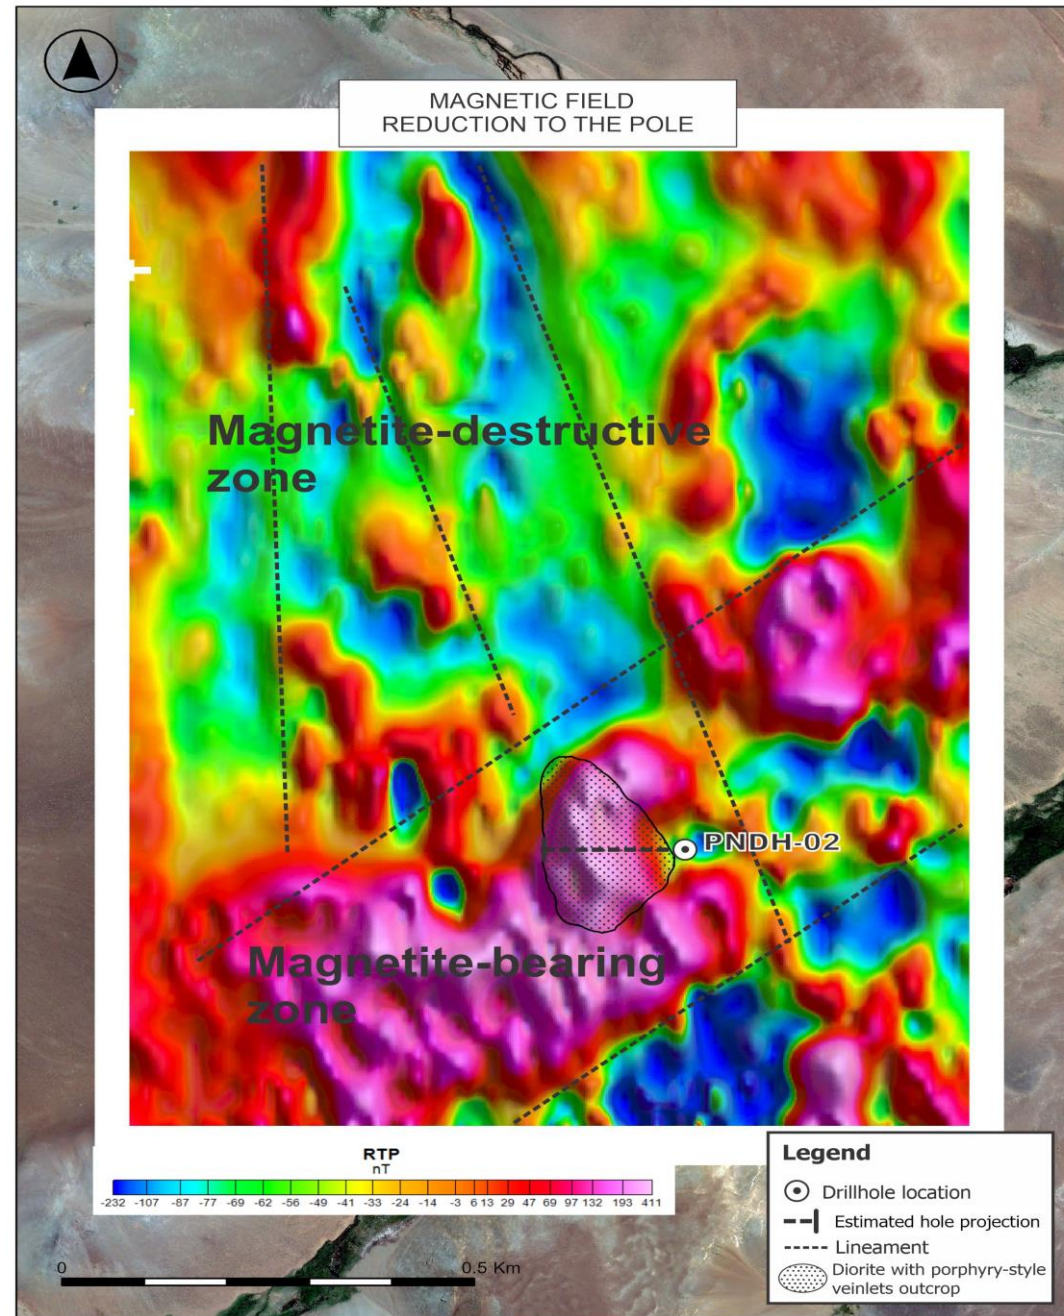 MAGNETIC FIELD
REDUCTION TO THE POLE
Magnetite-destructive
zone
PNDH-02
Magnetite-bearing
zone
RTP
nT
-232 -107 -87 -77 -69 -62 -56 -49 -41 -33 -24 -14 -3 6 13 29 47 69 97 132 193 411
Legend
Drillhole location
Estimated hole projection
Lineament
Diorite with porphyry-style
veinlets outcrop
0 0.5 Km